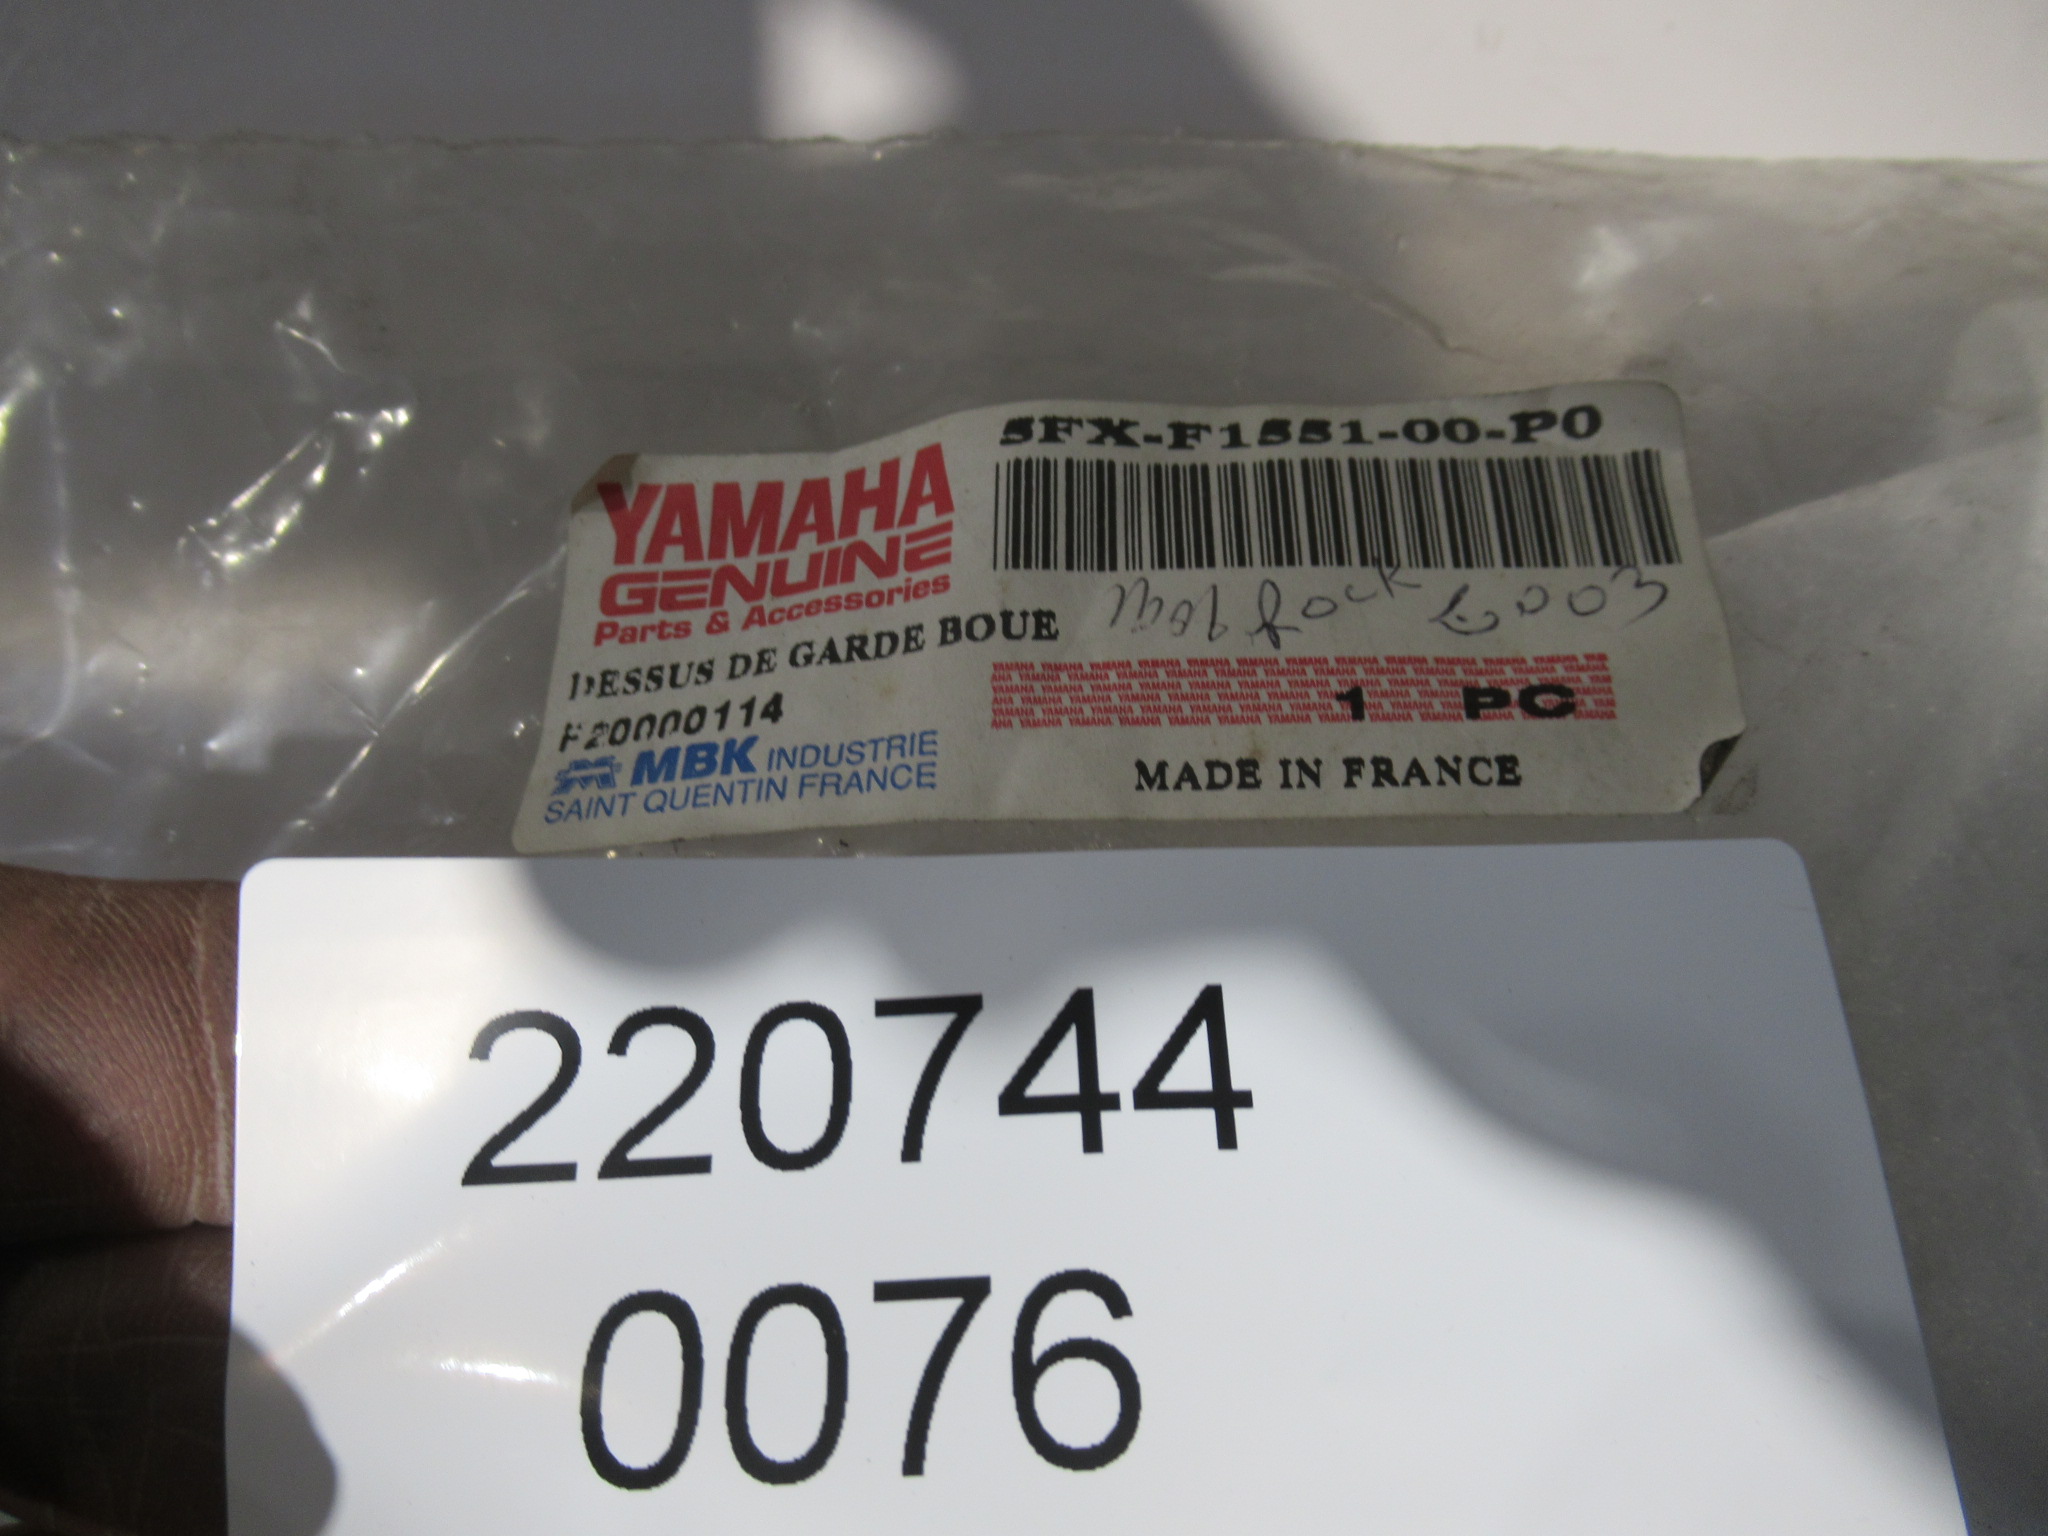 5FX-F1551-00-P0
YAMAHA
GENUINE
Parts & Accessories
DESSUS DE GARDE BOUE
F20000114
1 PC
MBK INDUSTRIE
SAINT QUENTIN FRANCE
MADE IN FRANCE
220744
0076